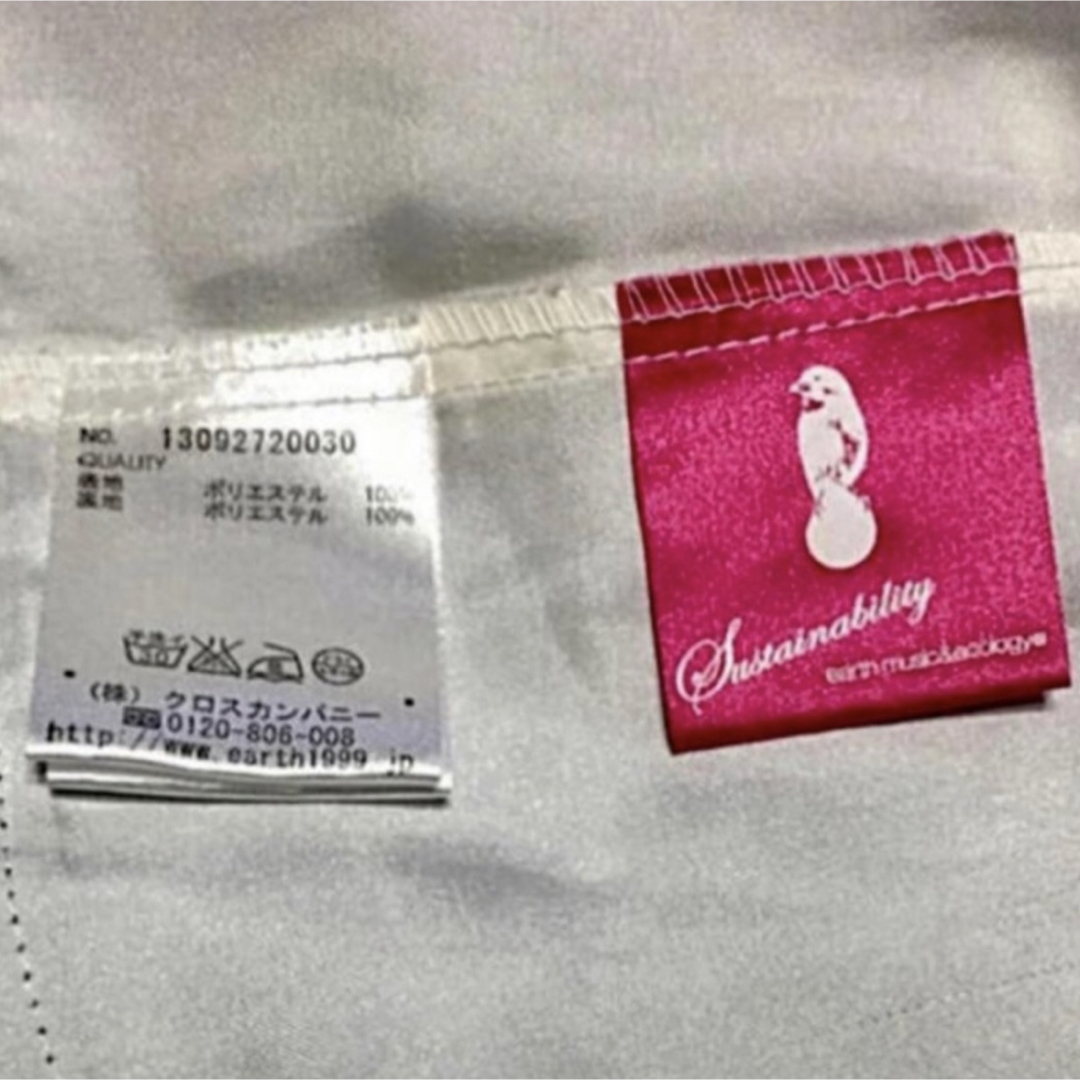 NO. 13092720030
QUALITY
表地 ポリエステル 100%
裏地 ポリエステル 100%
(株) クロスカンパニー
0120-806-008
http://www.earth1999.jp
Sustainability
earth music&ecology®